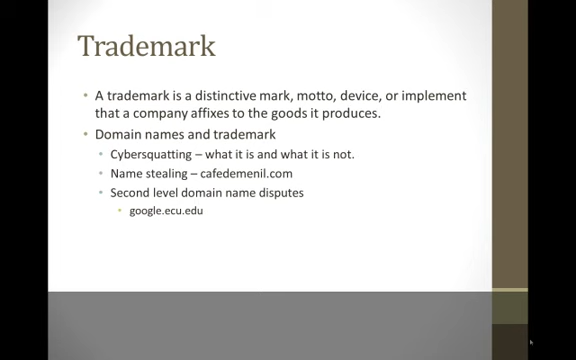 Trademark
• A trademark is a distinctive mark, motto, device, or implement
that a company affixes to the goods it produces.
• Domain names and trademark
• Cybersquatting – what it is and what it is not.
• Name stealing – cafedemenil.com
• Second level domain name disputes
• google.ecu.edu